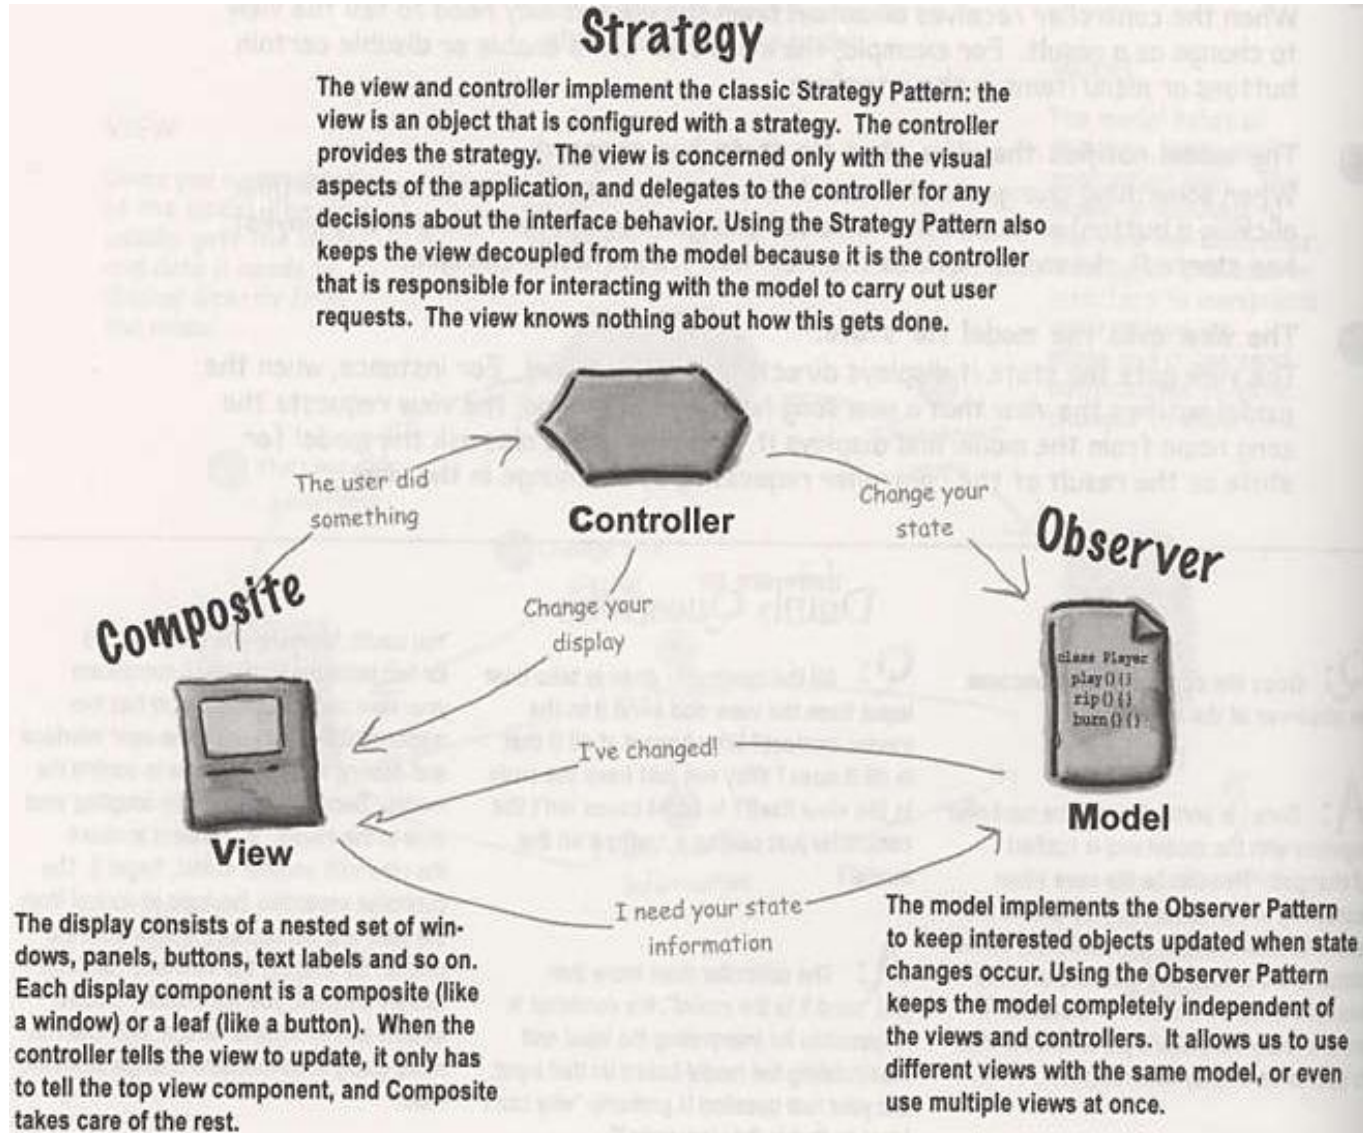 Strategy
The view and controller implement the classic Strategy Pattern: the
view is an object that is configured with a strategy. The controller
provides the strategy. The view is concerned only with the visual
aspects of the application, and delegates to the controller for any
decisions about the interface behavior. Using the Strategy Pattern also
keeps the view decoupled from the model because it is the controller
that is responsible for interacting with the model to carry out user
requests. The view knows nothing about how this gets done.
The user did
something
Controller
Change your
state
Observer
Composite
Change your
display
class Player {
play(){}
rip(){}
burn(){}
}
I've changed!
View
Model
I need your state
information
The display consists of a nested set of win-
dows, panels, buttons, text labels and so on.
Each display component is a composite (like
a window) or a leaf (like a button). When the
controller tells the view to update, it only has
to tell the top view component, and Composite
takes care of the rest.
The model implements the Observer Pattern
to keep interested objects updated when state
changes occur. Using the Observer Pattern
keeps the model completely independent of
the views and controllers. It allows us to use
different views with the same model, or even
use multiple views at once.